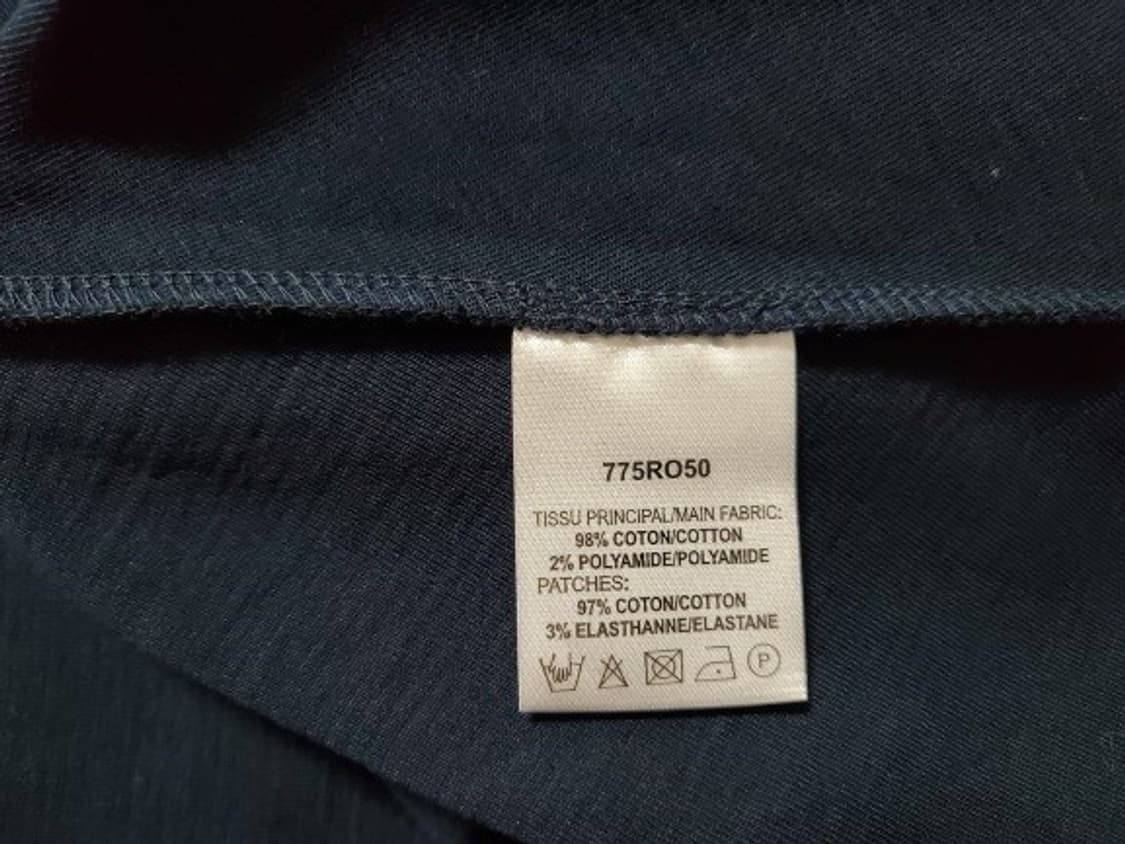 775RO50
TISSU PRINCIPAL/MAIN FABRIC:
98% COTON/COTTON
2% POLYAMIDE/POLYAMIDE
PATCHES:
97% COTON/COTTON
3% ELASTHANNE/ELASTANE
P